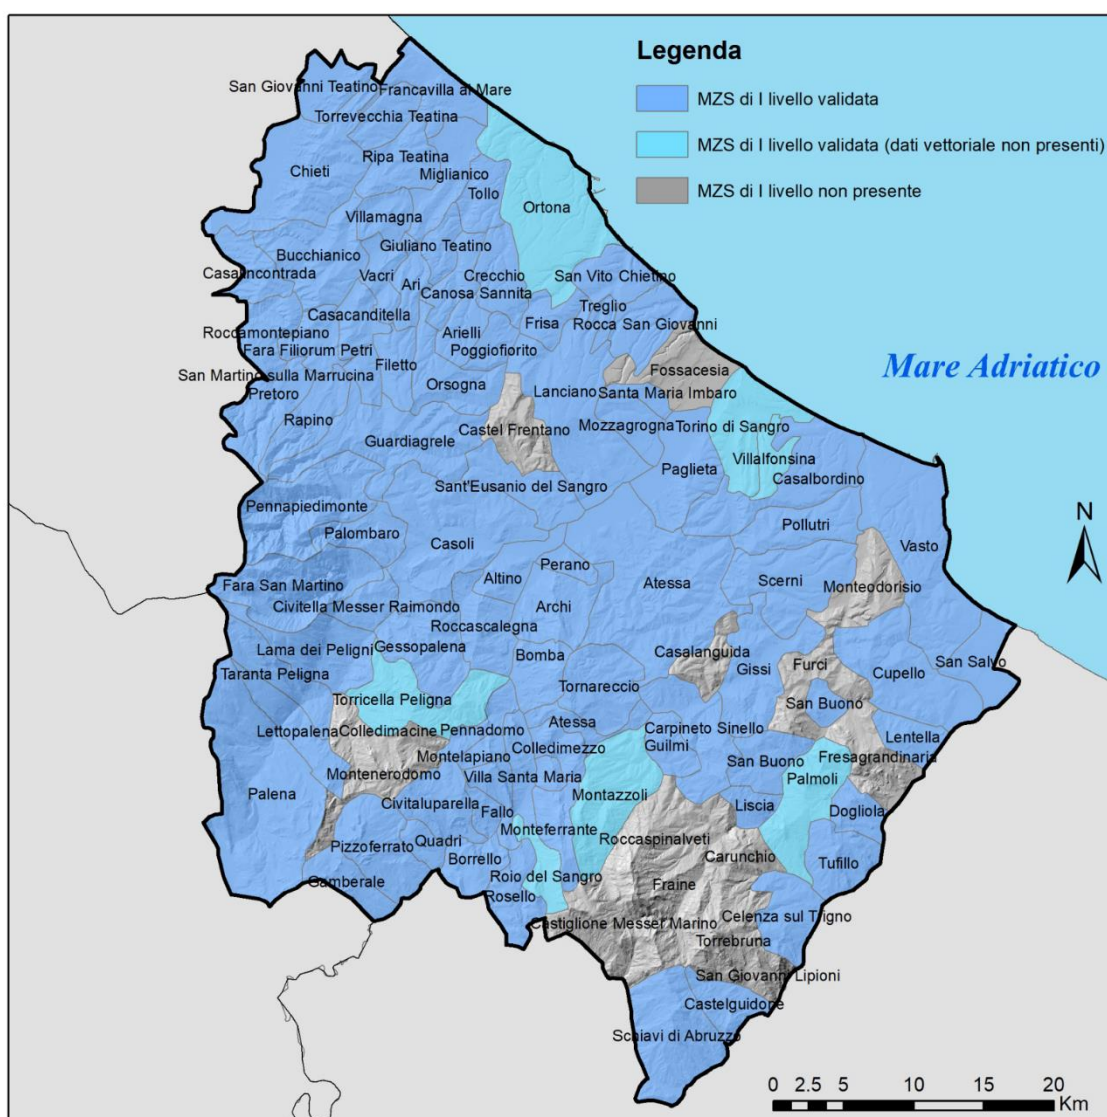 Legenda
MZS di I livello validata
MZS di I livello validata (dati vettoriale non presenti)
MZS di I livello non presente
San Giovanni Teatino
Francavilla al Mare
Torrevecchia Teatina
Ripa Teatina
Chieti
Miglianico
Tollo
Ortona
Villamagna
Giuliano Teatino
Bucchianico
Casalincontrada
Vacri
Ari
Crecchio
San Vito Chietino
Canosa Sannita
Treglio
Casacanditella
Frisa
Rocca San Giovanni
Roccamontepiano
Arielli
Fara Filiorum Petri
Poggiofiorito
Filetto
Mare Adriatico
Fossacesia
San Martino sulla Marrucina
Orsogna
Lanciano
Santa Maria Imbaro
Pretoro
Rapino
Castel Frentano
Mozzagrogna
Torino di Sangro
Guardiagrele
Villalfonsina
Paglieta
Casalbordino
Sant'Eusanio del Sangro
Pennapiedimonte
N
Pollutri
Palombaro
Casoli
Vasto
Perano
Altino
Atessa
Scerni
Monteodorisio
Fara San Martino
Civitella Messer Raimondo
Archi
Roccascalegna
Gessopalena
Lama dei Peligni
Bomba
Casalanguida
Furci
San Salvo
Taranta Peligna
Gissi
Cupello
Tornareccio
Torricella Peligna
San Buono
Lettopalena
Colledimacine
Pennadomo
Atessa
Carpineto Sinello
Lentella
Colledimezzo
Guilmi
Montelapiano
San Buono
Fresagrandinaria
Montenerodomo
Villa Santa Maria
Palmoli
Palena
Montazzoli
Civitaluparella
Fallo
Liscia
Dogliola
Monteferrante
Pizzoferrato
Quadri
Roccaspinalveti
Borrello
Carunchio
Tufillo
Gamberale
Roio del Sangro
Fraine
Rosello
Castiglione Messer Marino
Celenza sul Trigno
Torrebruna
San Giovanni Lipioni
Castelguidone
Schiavi di Abruzzo
0 2.5 5 10 15 20
Km